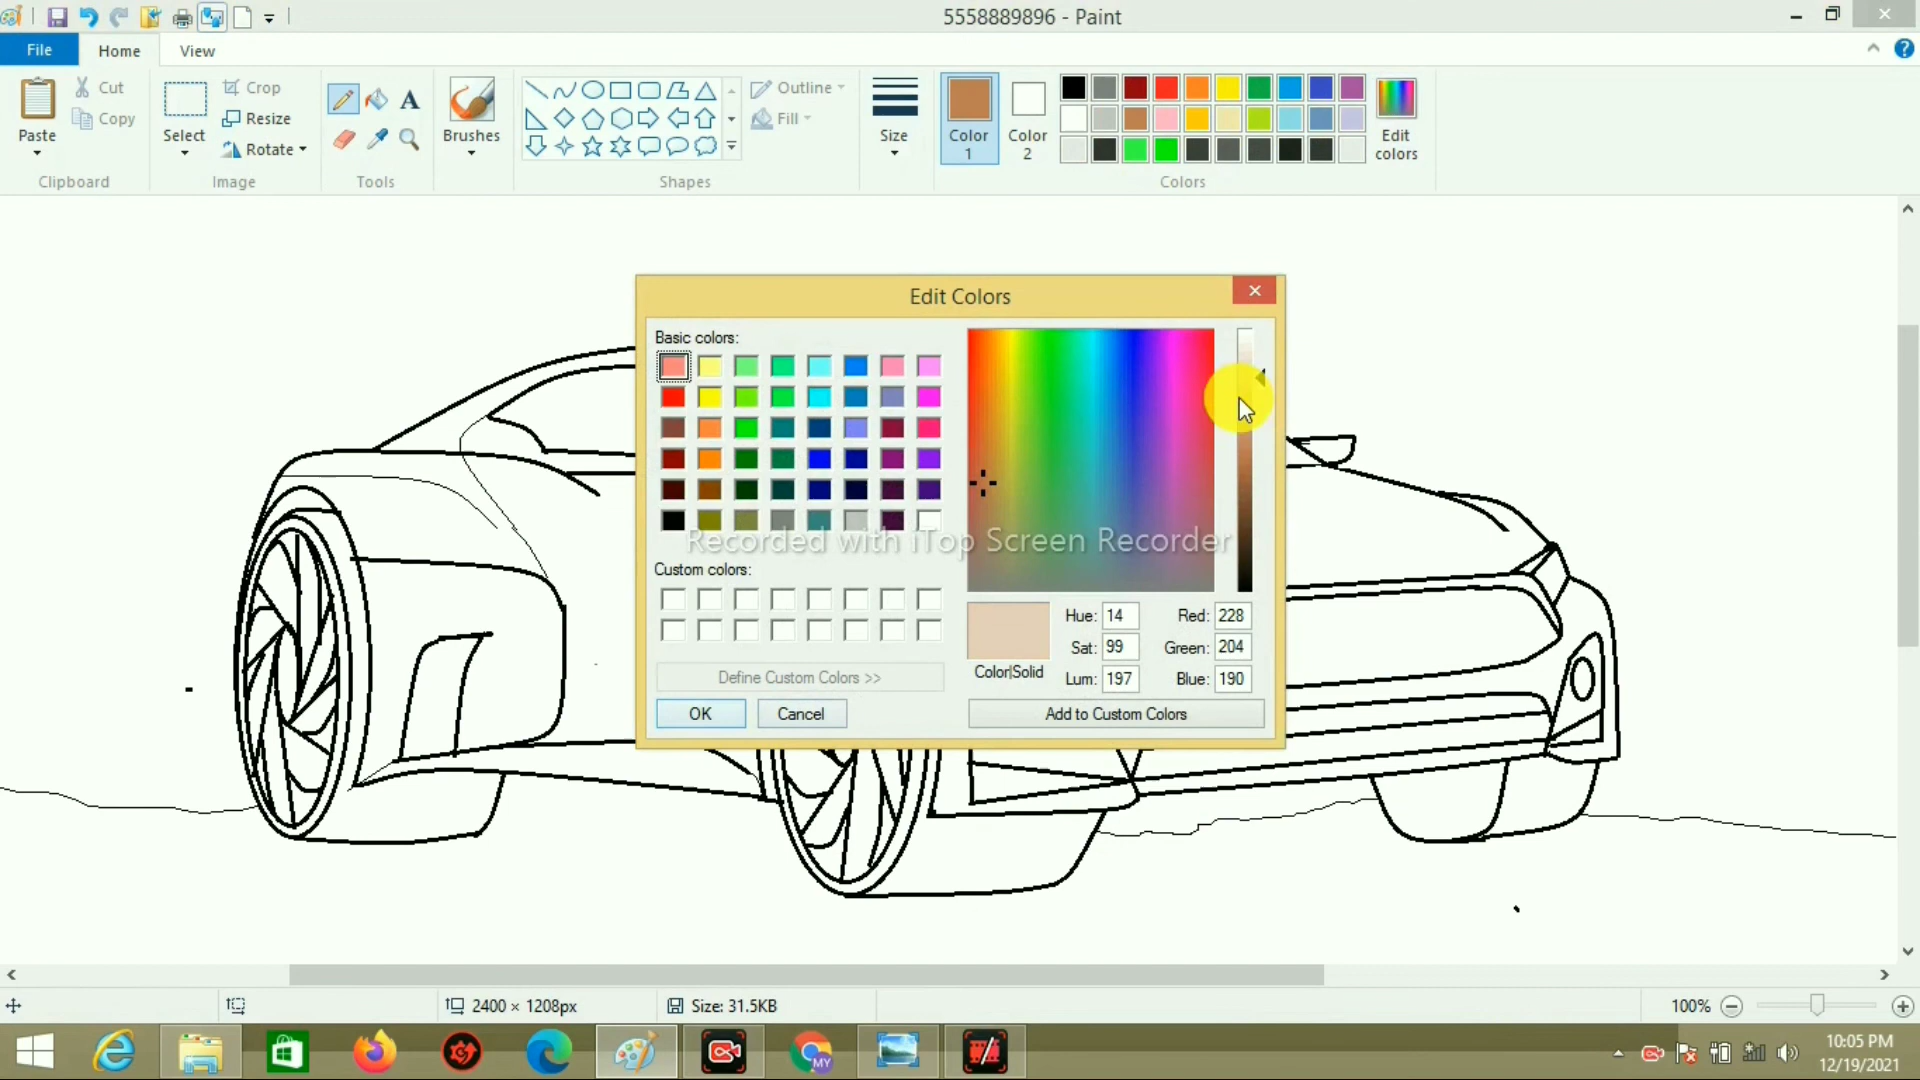 5558889896 - Paint
File
Home
View
Paste
Cut
Copy
Clipboard
Select
Crop
Resize
Rotate
Image
A
Tools
Brushes
Shapes
Outline
Fill
Size
Color
1
Color
2
Edit
colors
Colors
Edit Colors
Basic colors:
Recorded with iTop Screen Recorder
Custom colors:
Define Custom Colors >>
OK
Cancel
Color|Solid
Hue: 14
Sat: 99
Lum: 197
Red: 228
Green: 204
Blue: 190
Add to Custom Colors
2400 × 1208px
Size: 31.5KB
100%
MY
10:05 PM
12/19/2021